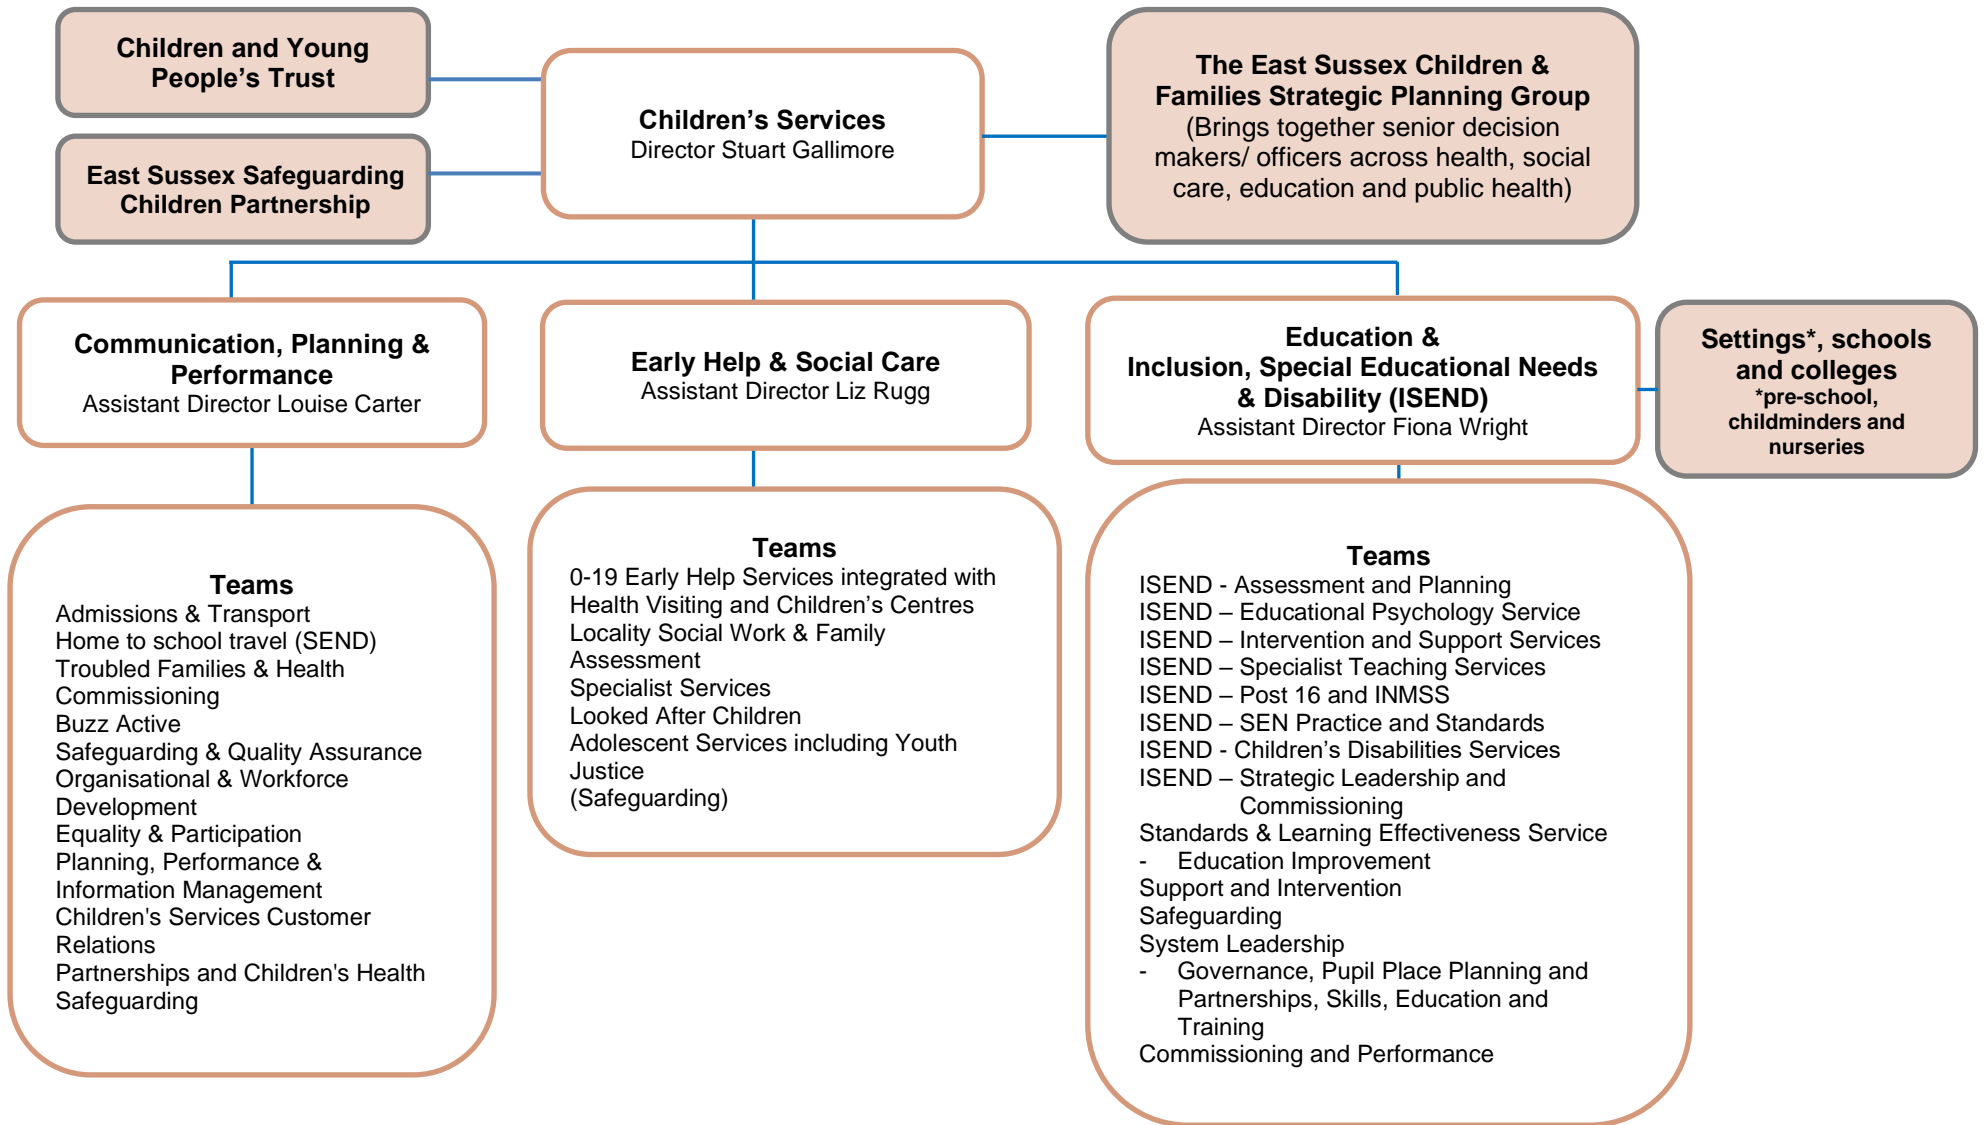 Children and Young
People’s Trust
East Sussex Safeguarding
Children Partnership
Children’s Services
Director Stuart Gallimore
The East Sussex Children &
Families Strategic Planning Group
(Brings together senior decision
makers/ officers across health, social
care, education and public health)
Communication, Planning &
Performance
Assistant Director Louise Carter
Early Help & Social Care
Assistant Director Liz Rugg
Education &
Inclusion, Special Educational Needs
& Disability (ISEND)
Assistant Director Fiona Wright
Settings*, schools
and colleges
*pre-school,
childminders and
nurseries
Teams
Admissions & Transport
Home to school travel (SEND)
Troubled Families & Health
Commissioning
Buzz Active
Safeguarding & Quality Assurance
Organisational & Workforce
Development
Equality & Participation
Planning, Performance &
Information Management
Children's Services Customer
Relations
Partnerships and Children's Health
Safeguarding
Teams
0-19 Early Help Services integrated with
Health Visiting and Children’s Centres
Locality Social Work & Family
Assessment
Specialist Services
Looked After Children
Adolescent Services including Youth
Justice
(Safeguarding)
Teams
ISEND - Assessment and Planning
ISEND – Educational Psychology Service
ISEND – Intervention and Support Services
ISEND – Specialist Teaching Services
ISEND – Post 16 and INMSS
ISEND – SEN Practice and Standards
ISEND - Children’s Disabilities Services
ISEND – Strategic Leadership and
Commissioning
Standards & Learning Effectiveness Service
- Education Improvement
Support and Intervention
Safeguarding
System Leadership
- Governance, Pupil Place Planning and
Partnerships, Skills, Education and
Training
Commissioning and Performance